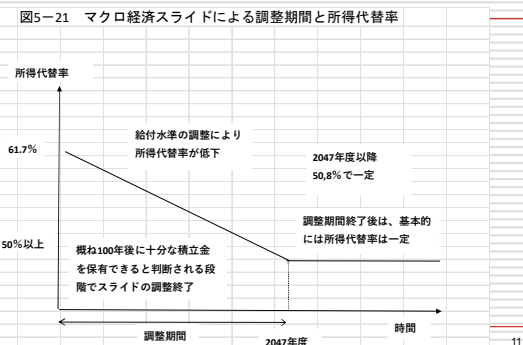 図5－21　マクロ経済スライドによる調整期間と所得代替率
所得代替率
61.7%
給付水準の調整により
所得代替率が低下
2047年度以降
50,8%で一定
調整期間終了後は、基本的
には所得代替率は一定
50%以上
概ね100年後に十分な積立金
を保有できると判断される段
階でスライドの調整終了
時間
調整期間
2047年度
11